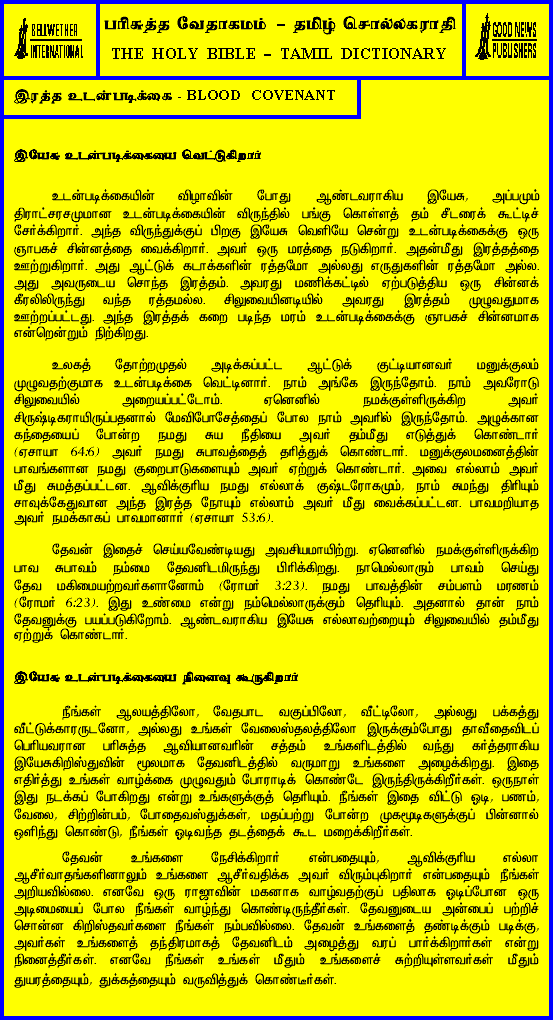 BELLWETHER
INTERNATIONAL
பரிசுத்த வேதாகமம் – தமிழ் சொல்லகராதி
THE HOLY BIBLE – TAMIL DICTIONARY
GOOD NEWS
PUBLISHERS
இரத்த உடன்படிக்கை - BLOOD COVENANT
இயேசு உடன்படிக்கையை வெட்டுகிறார்
உடன்படிக்கையின் விழாவின் போது ஆண்டவராகிய இயேசு, அப்பமும்
திராட்சரசமுமான உடன்படிக்கையின் விருந்தில் பங்கு கொள்ளத் தம் சீடரைக் கூட்டிச்
சேர்க்கிறார். அந்த விருந்துக்குப் பிறகு இயேசு வெளியே சென்று உடன்படிக்கைக்கு ஒரு
ஞாபகச் சின்னத்தை வைக்கிறார். அவர் ஒரு மரத்தை நடுகிறார். அதன்மீது இரத்தத்தை
ஊற்றுகிறார். அது ஆட்டுக் கடாக்களின் ரத்தமோ அல்லது எருதுகளின் ரத்தமோ அல்ல.
அது அவருடைய சொந்த இரத்தம். அவரது மணிக்கட்டில் ஏற்படுத்திய ஒரு சின்னக்
கீரலிலிருந்து வந்த ரத்தமல்ல. சிலுவையினடியில் அவரது இரத்தம் முழுவதுமாக
ஊற்றப்பட்டது. அந்த இரத்தக் கறை படிந்த மரம் உடன்படிக்கைக்கு ஞாபகச் சின்னமாக
என்றென்றும் நிற்கிறது.
உலகத் தோற்றமுதல் அடிக்கப்பட்ட ஆட்டுக் குட்டியானவர் மனுக்குலம்
முழுவதற்குமாக உடன்படிக்கை வெட்டினார். நாம் அங்கே இருந்தோம். நாம் அவரோடு
சிலுவையில் அறையப்பட்டோம். ஏனெனில் நமக்குள்ளிருக்கிற அவர்
சிருஷ்டிகராயிருப்பதனால் மேவிபோசேத்தைப் போல நாம் அவரில் இருந்தோம். அழுக்கான
கந்தையைப் போன்ற நமது சுய நீதியை அவர் தம்மீது எடுத்துக் கொண்டார்
(ஏசாயா 64:6) அவர் நமது சுபாவத்தைத் தரித்துக் கொண்டார். மனுக்குலமனைத்தின்
பாவங்களான நமது குறைபாடுகளையும் அவர் ஏற்றுக் கொண்டார். அவை எல்லாம் அவர்
மீது சுமத்தப்பட்டன. ஆவிக்குரிய நமது எல்லாக் குஷ்டரோகமும், நாம் சுமந்து திரியும்
சாவுக்கேதுவான அந்த இரத்த நோயும் எல்லாம் அவர் மீது வைக்கப்பட்டன. பாவமறியாத
அவர் நமக்காகப் பாவமானார் (ஏசாயா 53:6).
தேவன் இதைச் செய்யவேண்டியது அவசியமாயிற்று. ஏனெனில் நமக்குள்ளிருக்கிற
பாவ சுபாவம் நம்மை தேவனிடமிருந்து பிரிக்கிறது. நாமெல்லாரும் பாவம் செய்து
தேவ மகிமையற்றவர்களானோம் (ரோமர் 3:23). நமது பாவத்தின் சம்பளம் மரணம்
(ரோமர் 6:23). இது உண்மை என்று நம்மெல்லாருக்கும் தெரியும். அதனால் தான் நாம்
தேவனுக்கு பயப்படுகிறோம். ஆண்டவராகிய இயேசு எல்லாவற்றையும் சிலுவையில் தம்மீது
ஏற்றுக் கொண்டார்.
இயேசு உடன்படிக்கையை நினைவு கூருகிறார்
நீங்கள் ஆலயத்திலோ, வேதபாட வகுப்பிலோ, வீட்டிலோ, அல்லது பக்கத்து
வீட்டுக்காரருடனோ, அல்லது உங்கள் வேலைஸ்தலத்திலோ இருக்கும்போது தாவீதைவிடப்
பெரியவரான பரிசுத்த ஆவியானவரின் சத்தம் உங்களிடத்தில் வந்து கர்த்தராகிய
இயேசுகிறிஸ்துவின் மூலமாக தேவனிடத்தில் வருமாறு உங்களை அழைக்கிறது. இதை
எதிர்த்து உங்கள் வாழ்க்கை முழுவதும் போராடிக் கொண்டே இருந்திருக்கிறீர்கள். ஒருநாள்
இது நடக்கப் போகிறது என்று உங்களுக்குத் தெரியும். நீங்கள் இதை விட்டு ஓடி, பணம்,
வேலை, சிற்றின்பம், போதைவஸ்துக்கள், மதப்பற்று போன்ற முகமூடிகளுக்குப் பின்னால்
ஒளிந்து கொண்டு, நீங்கள் ஓடிவந்த தடத்தைக் கூட மறைக்கிறீர்கள்.
தேவன் உங்களை நேசிக்கிறார் என்பதையும், ஆவிக்குரிய எல்லா
ஆசீர்வாதங்களினாலும் உங்களை ஆசீர்வதிக்க அவர் விரும்புகிறார் என்பதையும் நீங்கள்
அறியவில்லை. எனவே ஒரு ராஜாவின் மகனாக வாழ்வதற்குப் பதிலாக ஓடிப்போன ஒரு
அடிமையைப் போல நீங்கள் வாழ்ந்து கொண்டிருந்தீர்கள். தேவனுடைய அன்பைப் பற்றிச்
சொன்ன கிறிஸ்தவர்களை நீங்கள் நம்பவில்லை. தேவன் உங்களைத் தண்டிக்கும் படிக்கு,
அவர்கள் உங்களைத் தந்திரமாகத் தேவனிடம் அழைத்து வரப் பார்க்கிறார்கள் என்று
நினைத்தீர்கள். எனவே நீங்கள் உங்கள் மீதும் உங்களைச் சுற்றியுள்ளவர்கள் மீதும்
துயரத்தையும், துக்கத்தையும் வருவித்துக் கொண்டீர்கள்.